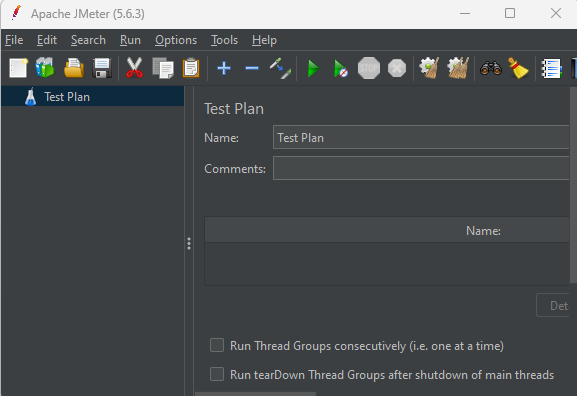 Apache JMeter (5.6.3)
File Edit Search Run Options Tools Help
STOP
Test Plan
Test Plan
Name: Test Plan
Comments:
Name:
Det
Run Thread Groups consecutively (i.e. one at a time)
Run tearDown Thread Groups after shutdown of main threads